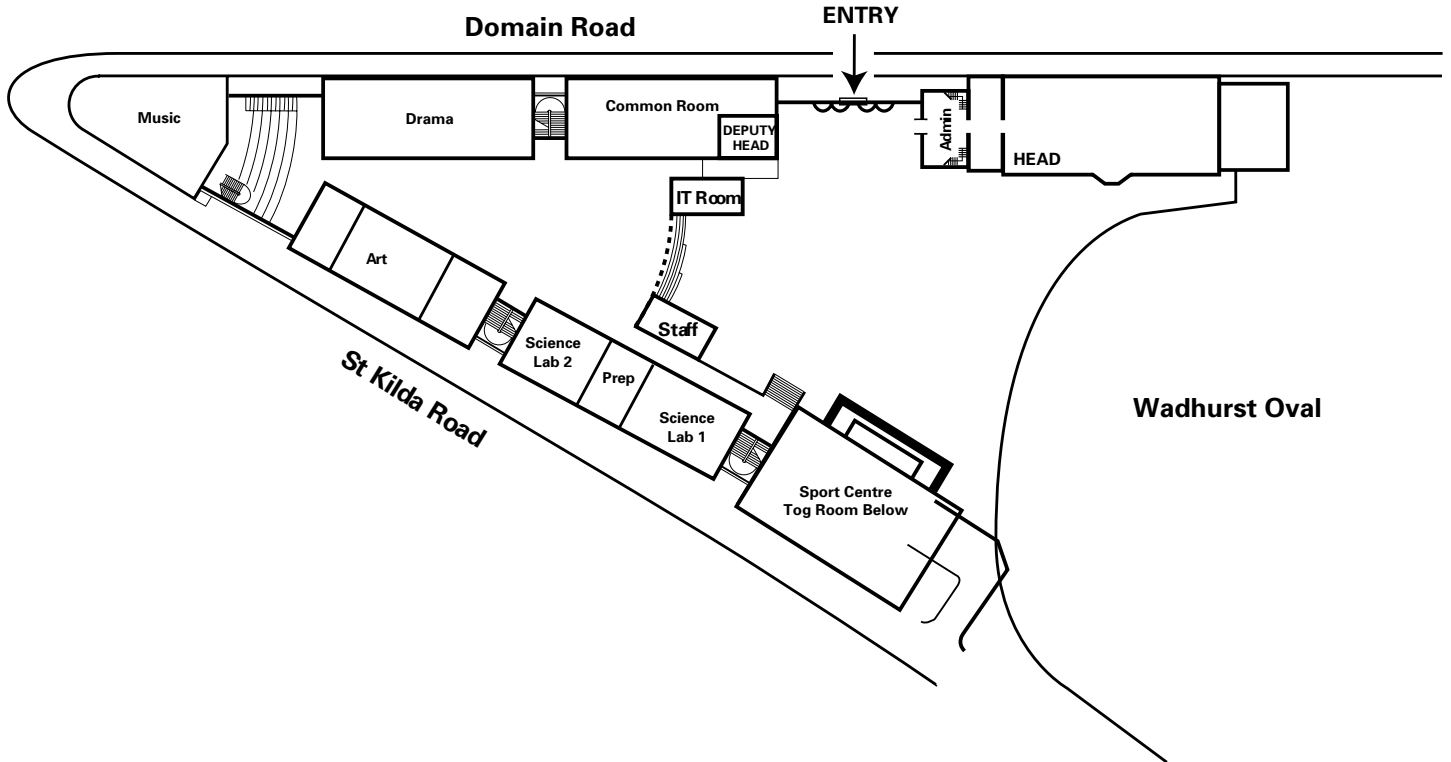 ENTRY
Domain Road
Music
Drama
Common Room
DEPUTY
HEAD
Admin
HEAD
IT Room
Art
Staff
Science
Lab 2
Prep
Science
Lab 1
St Kilda Road
Wadhurst Oval
Sport Centre
Tog Room Below